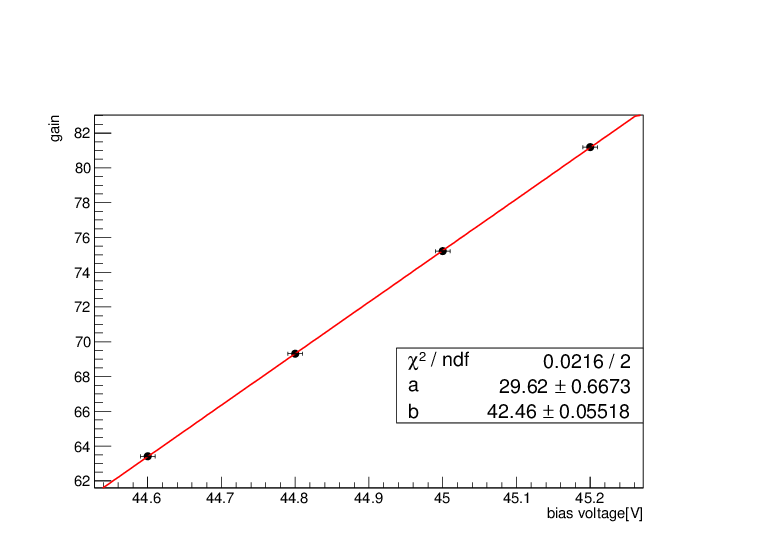 gain
82
80
78
76
74
72
70
68
66
64
62
χ² / ndf 0.0216 / 2
a 29.62 ± 0.6673
b 42.46 ± 0.05518
44.6 44.7 44.8 44.9 45 45.1 45.2
bias voltage[V]